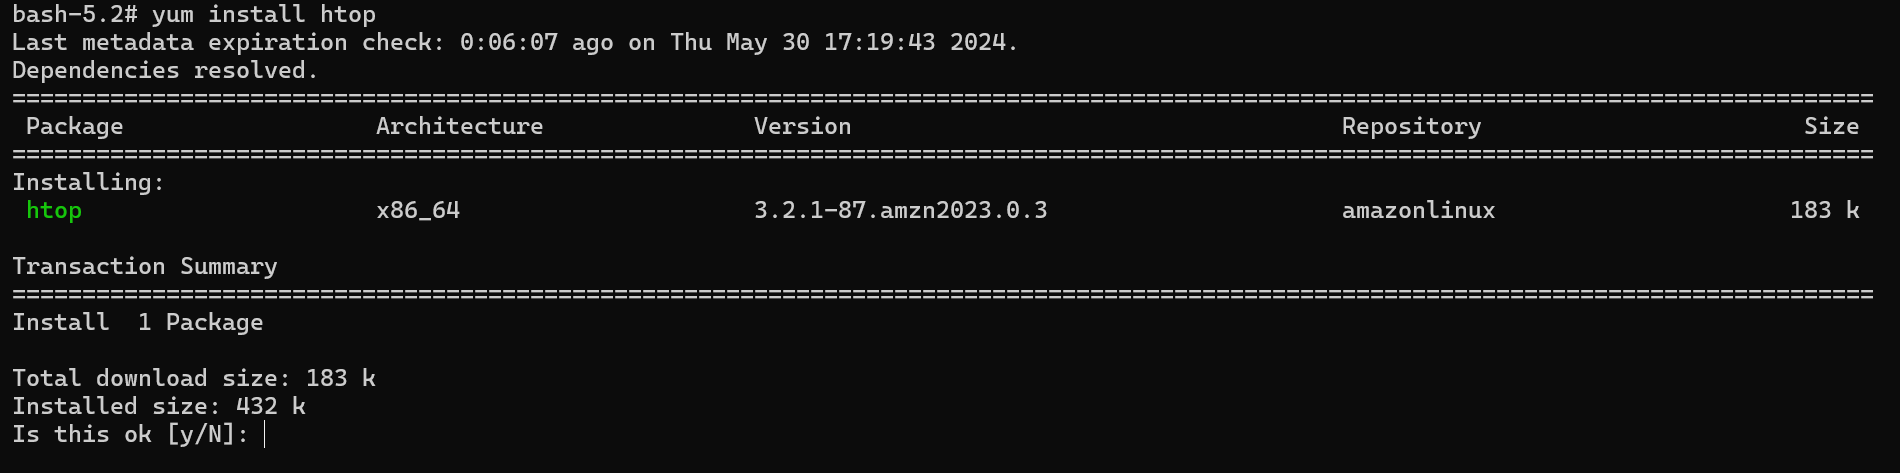 bash-5.2# yum install htop
Last metadata expiration check: 0:06:07 ago on Thu May 30 17:19:43 2024.
Dependencies resolved.
=====================================================================================================================================
 Package                  Architecture               Version                                   Repository                       Size
=====================================================================================================================================
Installing:
 htop                     x86_64                     3.2.1-87.amzn2023.0.3                     amazonlinux                     183 k

Transaction Summary
=====================================================================================================================================
Install  1 Package

Total download size: 183 k
Installed size: 432 k
Is this ok [y/N]: